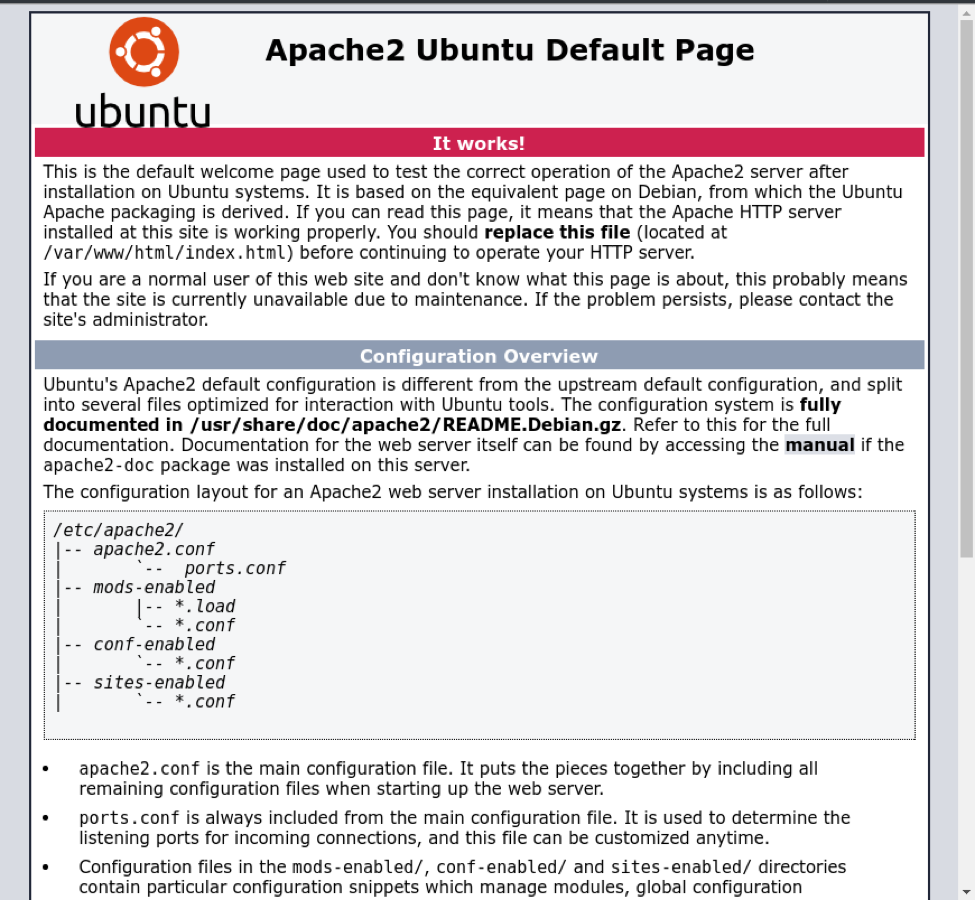 Apache2 Ubuntu Default Page
ubuntu
It works!
This is the default welcome page used to test the correct operation of the Apache2 server after
installation on Ubuntu systems. It is based on the equivalent page on Debian, from which the Ubuntu
Apache packaging is derived. If you can read this page, it means that the Apache HTTP server
installed at this site is working properly. You should replace this file (located at
/var/www/html/index.html) before continuing to operate your HTTP server.
If you are a normal user of this web site and don't know what this page is about, this probably means
that the site is currently unavailable due to maintenance. If the problem persists, please contact the
site's administrator.
Configuration Overview
Ubuntu's Apache2 default configuration is different from the upstream default configuration, and split
into several files optimized for interaction with Ubuntu tools. The configuration system is fully
documented in /usr/share/doc/apache2/README.Debian.gz. Refer to this for the full
documentation. Documentation for the web server itself can be found by accessing the manual if the
apache2-doc package was installed on this server.
The configuration layout for an Apache2 web server installation on Ubuntu systems is as follows:
/etc/apache2/
|-- apache2.conf
|       `--  ports.conf
|-- mods-enabled
|       |-- *.load
|       `-- *.conf
|-- conf-enabled
|       `-- *.conf
|-- sites-enabled
|       `-- *.conf
• apache2.conf is the main configuration file. It puts the pieces together by including all
remaining configuration files when starting up the web server.
• ports.conf is always included from the main configuration file. It is used to determine the
listening ports for incoming connections, and this file can be customized anytime.
• Configuration files in the mods-enabled/, conf-enabled/ and sites-enabled/ directories
contain particular configuration snippets which manage modules, global configuration